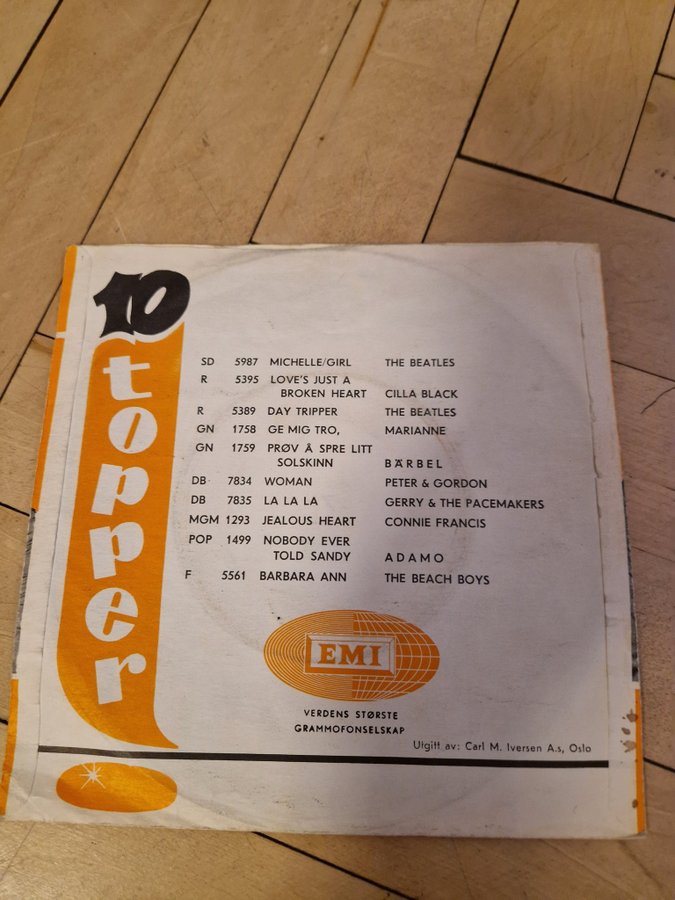 10
topper
SD 5987 MICHELLE/GIRL THE BEATLES
R 5395 LOVE'S JUST A
BROKEN HEART CILLA BLACK
R 5389 DAY TRIPPER THE BEATLES
GN 1758 GE MIG TRO, MARIANNE
GN 1759 PRØV Å SPRE LITT
SOLSKINN BÄRBEL
DB 7834 WOMAN PETER & GORDON
DB 7835 LA LA LA GERRY & THE PACEMAKERS
MGM 1293 JEALOUS HEART CONNIE FRANCIS
POP 1499 NOBODY EVER
TOLD SANDY ADAMO
F 5561 BARBARA ANN THE BEACH BOYS
EMI
VERDENS STØRSTE
GRAMMOFONSELSKAP
Utgitt av: Carl M. Iversen A.s, Oslo